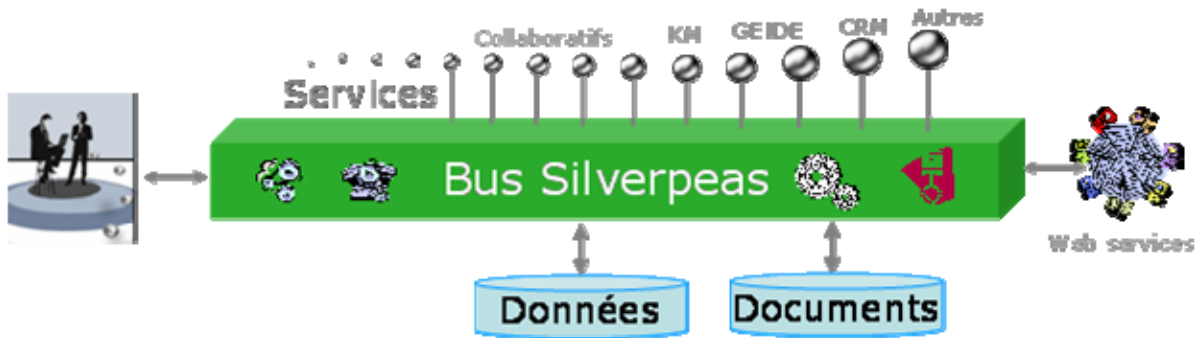 Collaboratifs KM GEIDE CRM Autres
Services
Bus Silverpeas
Web services
Données Documents